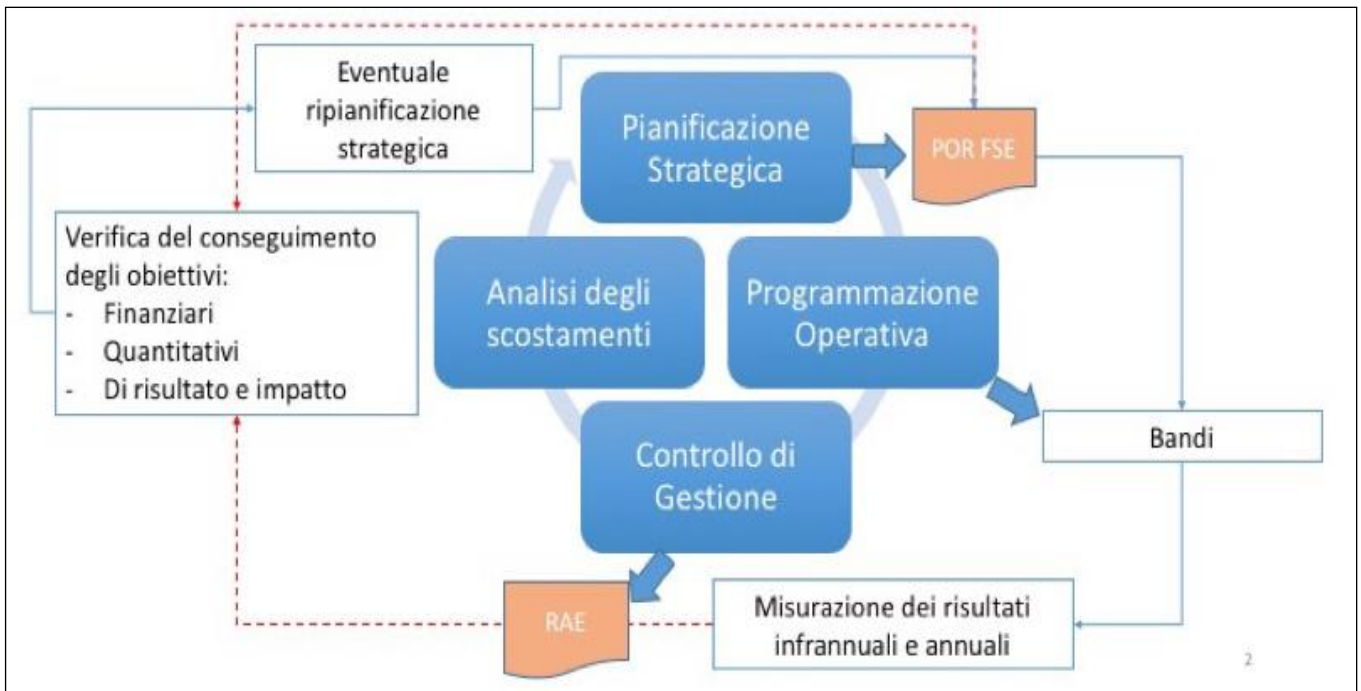 Eventuale
ripianificazione
strategica
Pianificazione
Strategica
POR FSE
Verifica del conseguimento
degli obiettivi:
- Finanziari
- Quantitativi
- Di risultato e impatto
Analisi degli
scostamenti
Programmazione
Operativa
Bandi
Controllo di
Gestione
RAE
Misurazione dei risultati
infrannuali e annuali
2